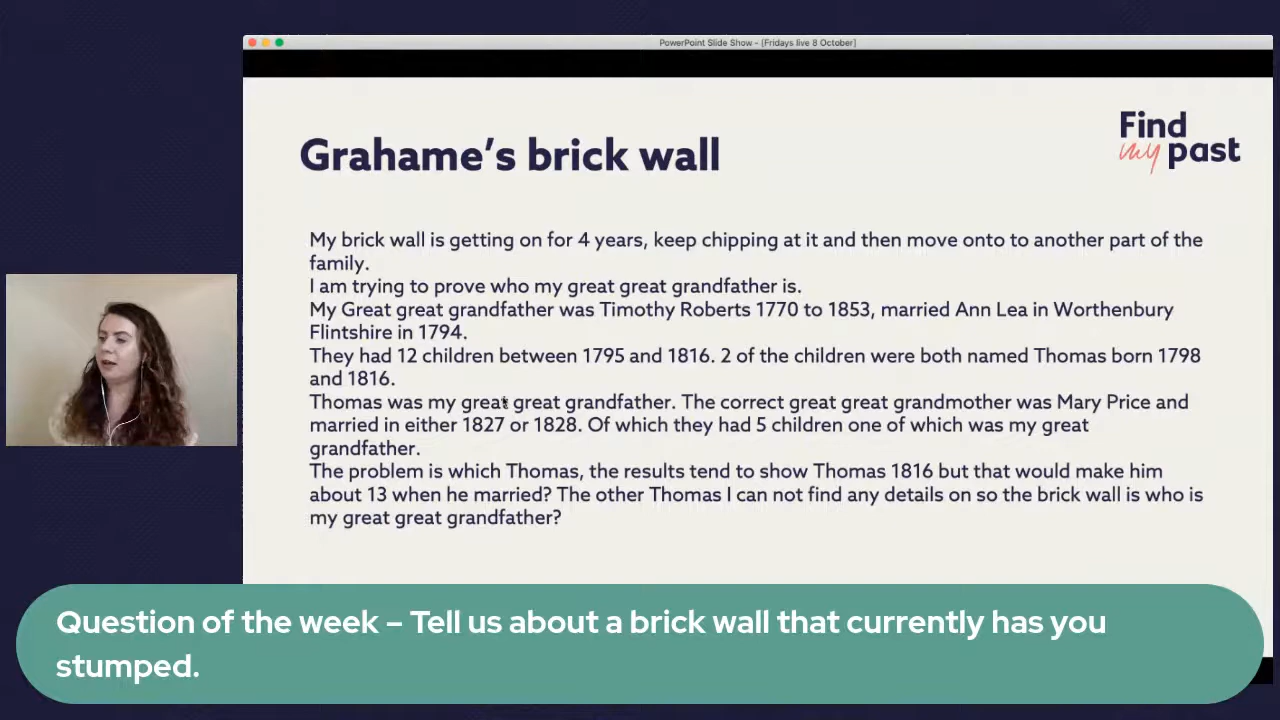 PowerPoint Slide Show - [Fridays live 8 October]
Find
my past
Grahame's brick wall
My brick wall is getting on for 4 years, keep chipping at it and then move onto to another part of the
family.
I am trying to prove who my great great grandfather is.
My Great great grandfather was Timothy Roberts 1770 to 1853, married Ann Lea in Worthenbury
Flintshire in 1794.
They had 12 children between 1795 and 1816. 2 of the children were both named Thomas born 1798
and 1816.
Thomas was my great great grandfather. The correct great great grandmother was Mary Price and
married in either 1827 or 1828. Of which they had 5 children one of which was my great
grandfather.
The problem is which Thomas, the results tend to show Thomas 1816 but that would make him
about 13 when he married? The other Thomas I can not find any details on so the brick wall is who is
my great great grandfather?
Question of the week – Tell us about a brick wall that currently has you
stumped.